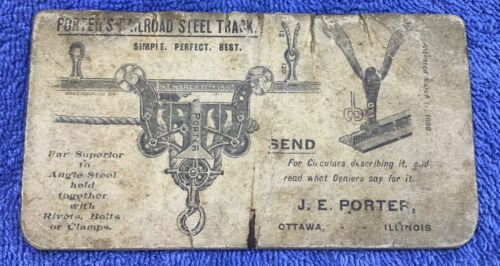 PORTER'S RAILROAD STEEL TRACK.
SIMPLE. PERFECT. BEST.
PORTER
Far Superior
to
Angle Steel
held
together
with
Rivets, Bolts
or Clamps.
SEND
For Circulars describing it, and
read what Dealers say for it.
J. E. PORTER,
OTTAWA, - - ILLINOIS